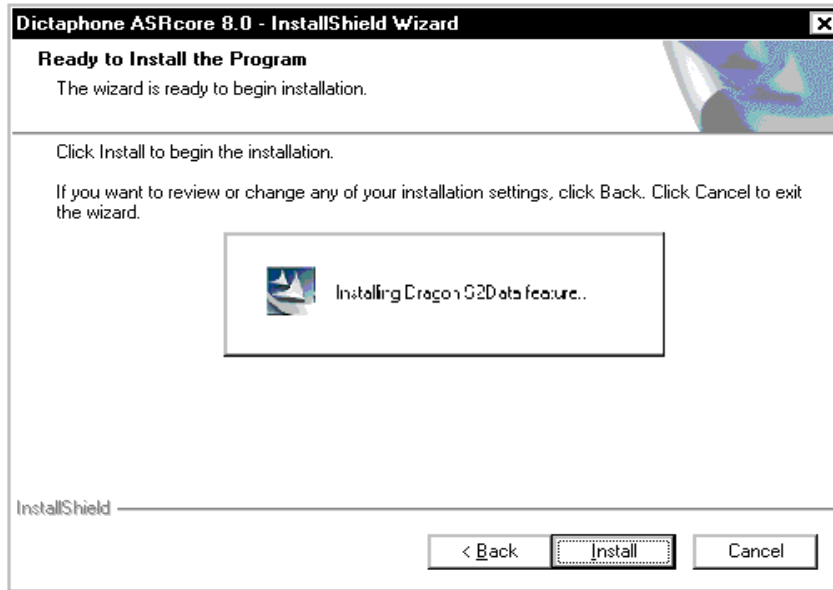 Dictaphone ASRcore 8.0 - InstallShield Wizard
Ready to Install the Program
The wizard is ready to begin installation.
Click Install to begin the installation.
If you want to review or change any of your installation settings, click Back. Click Cancel to exit
the wizard.
Installing Dragon S2Data feature..
InstallShield
< Back
Install
Cancel